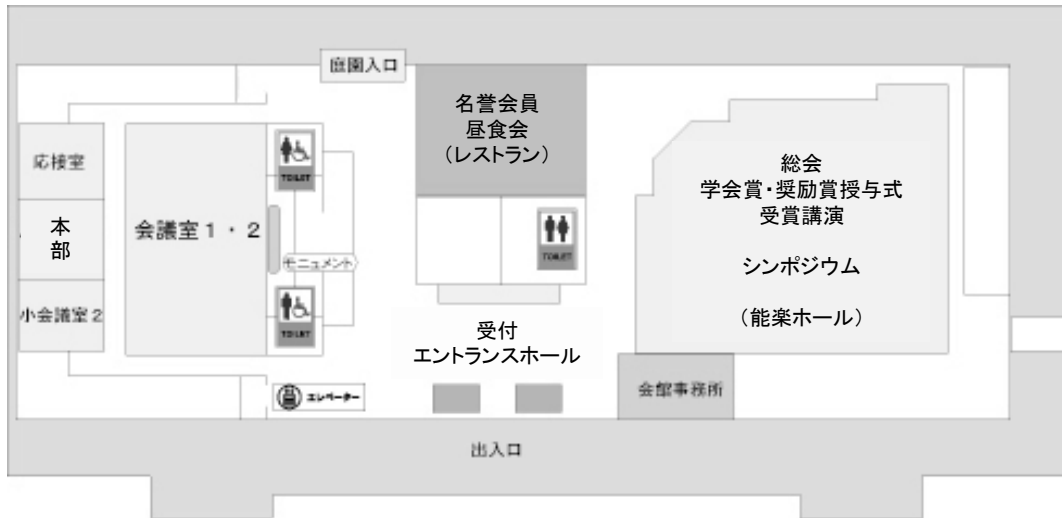 庭園入口
名誉会員
昼食会
（レストラン）
応接室
本
部
小会議室2
会議室1・2
TOILET
モニュメント
TOILET
TOILET
総会
学会賞・奨励賞授与式
受賞講演
シンポジウム
（能楽ホール）
受付
エントランスホール
エレベーター
会館事務所
出入口